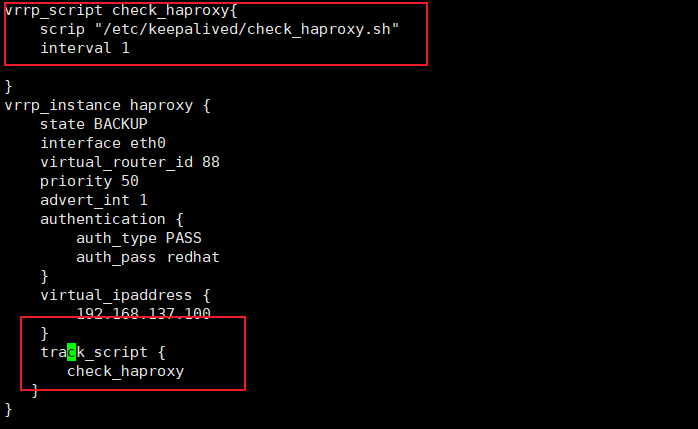 vrrp_script check_haproxy{
    scrip "/etc/keepalived/check_haproxy.sh"
    interval 1

}
vrrp_instance haproxy {
    state BACKUP
    interface eth0
    virtual_router_id 88
    priority 50
    advert_int 1
    authentication {
        auth_type PASS
        auth_pass redhat
    }
    virtual_ipaddress {
        192.168.137.100
    }
    track_script {
       check_haproxy
   }
}